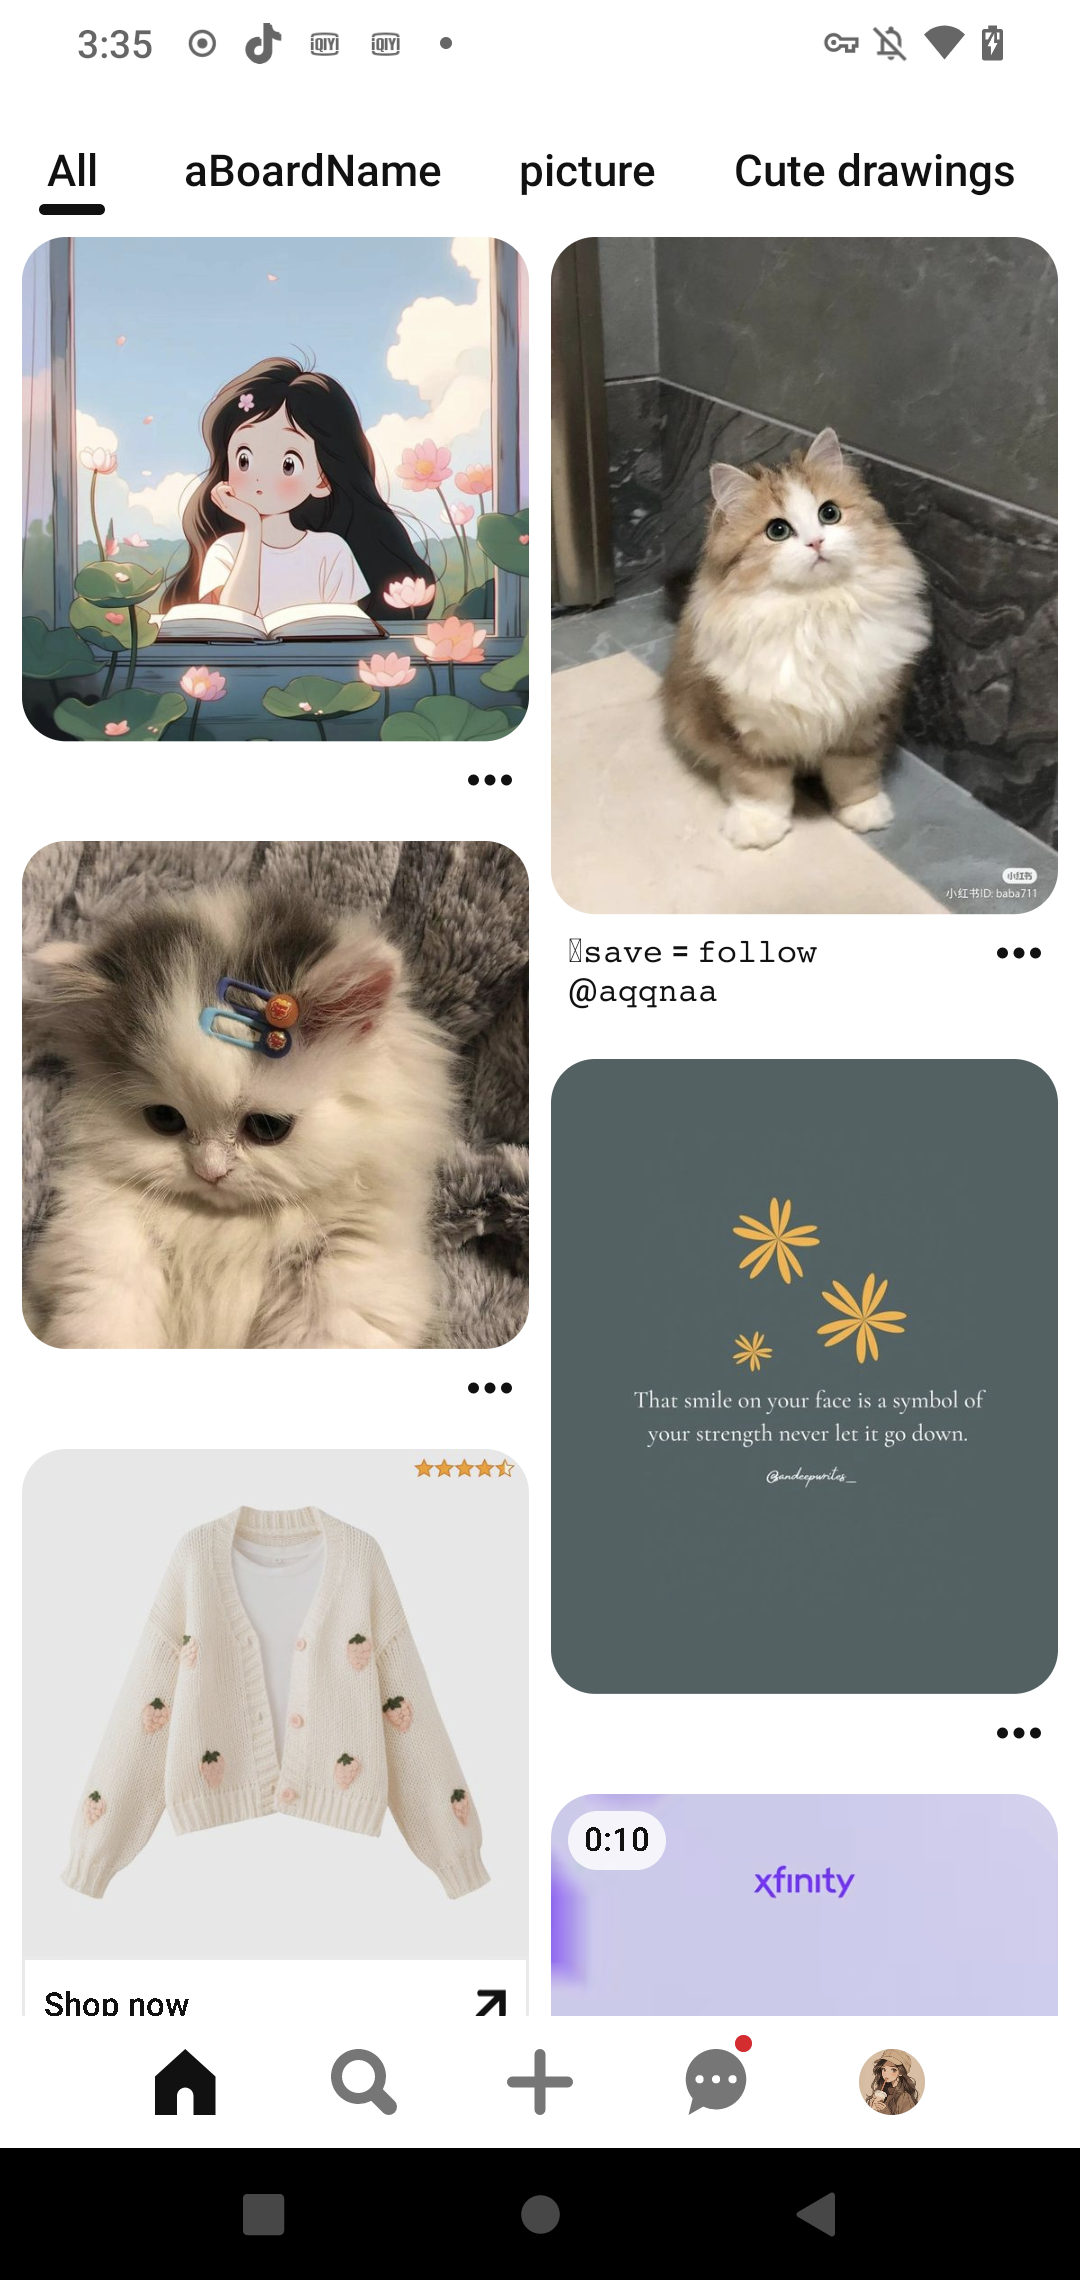 3:35
All
aBoardName
picture
Cute drawings
小红书
小红书ID: baba711
save = follow
@aqqnaa
That smile on your face is a symbol of
your strength never let it go down.
@andeepwrites_
Shop now
0:10
xfinity